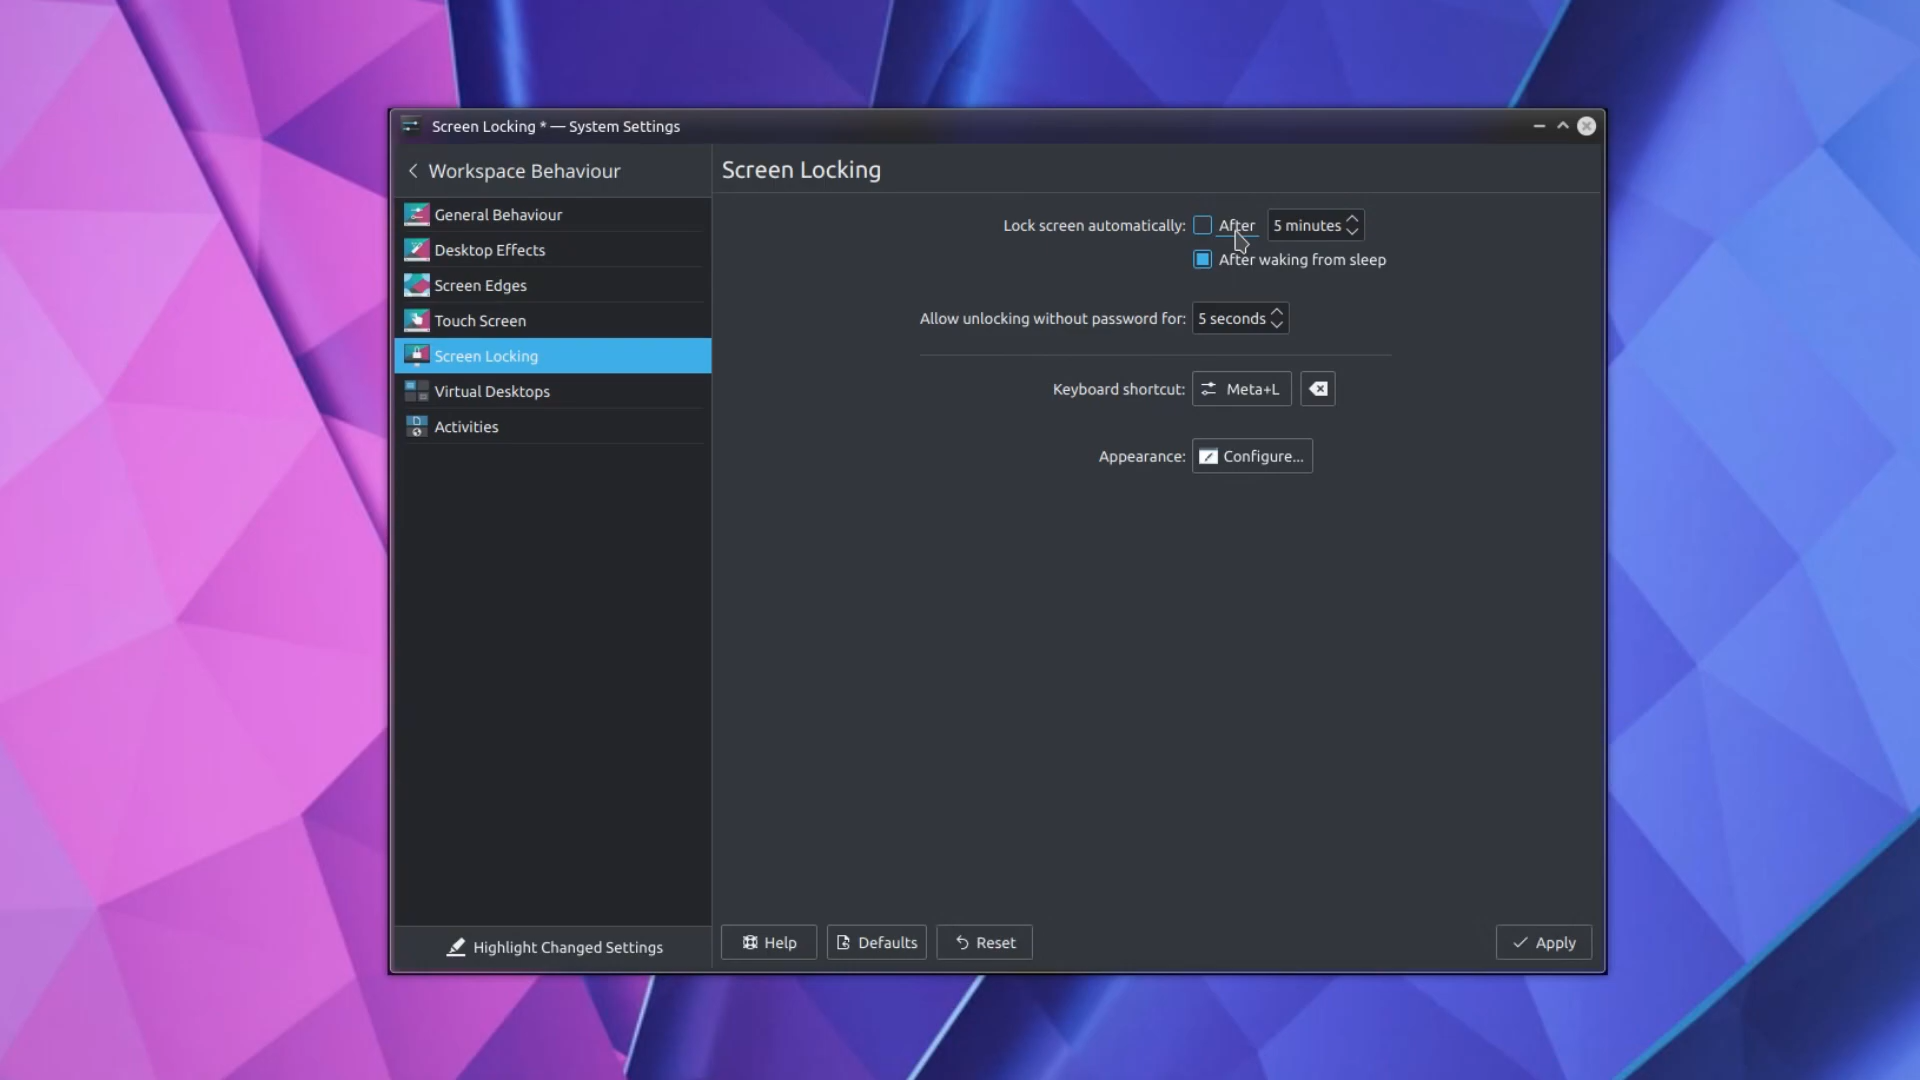 Screen Locking * — System Settings
Workspace Behaviour
Screen Locking
General Behaviour
Desktop Effects
Screen Edges
Touch Screen
Screen Locking
Virtual Desktops
Activities
Lock screen automatically: After 5 minutes
After waking from sleep
Allow unlocking without password for: 5 seconds
Keyboard shortcut: Meta+L
Appearance: Configure...
Highlight Changed Settings
Help Defaults Reset Apply